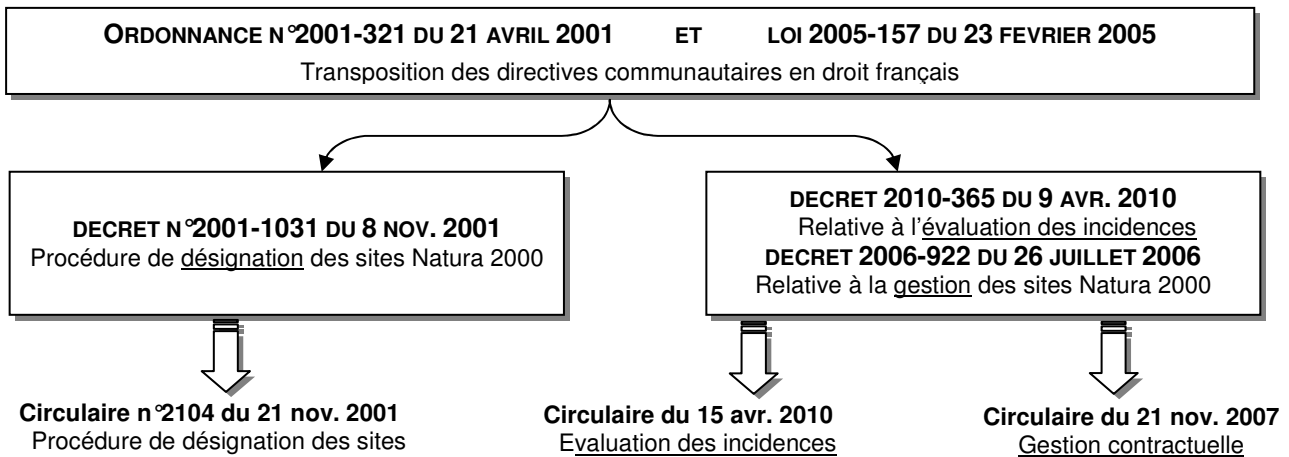 ORDONNANCE N°2001-321 DU 21 AVRIL 2001 ET LOI 2005-157 DU 23 FEVRIER 2005
Transposition des directives communautaires en droit français
DECRET N°2001-1031 DU 8 NOV. 2001
Procédure de désignation des sites Natura 2000
DECRET 2010-365 DU 9 AVR. 2010
Relative à l'évaluation des incidences
DECRET 2006-922 DU 26 JUILLET 2006
Relative à la gestion des sites Natura 2000
Circulaire n°2104 du 21 nov. 2001
Procédure de désignation des sites
Circulaire du 15 avr. 2010
Evaluation des incidences
Circulaire du 21 nov. 2007
Gestion contractuelle